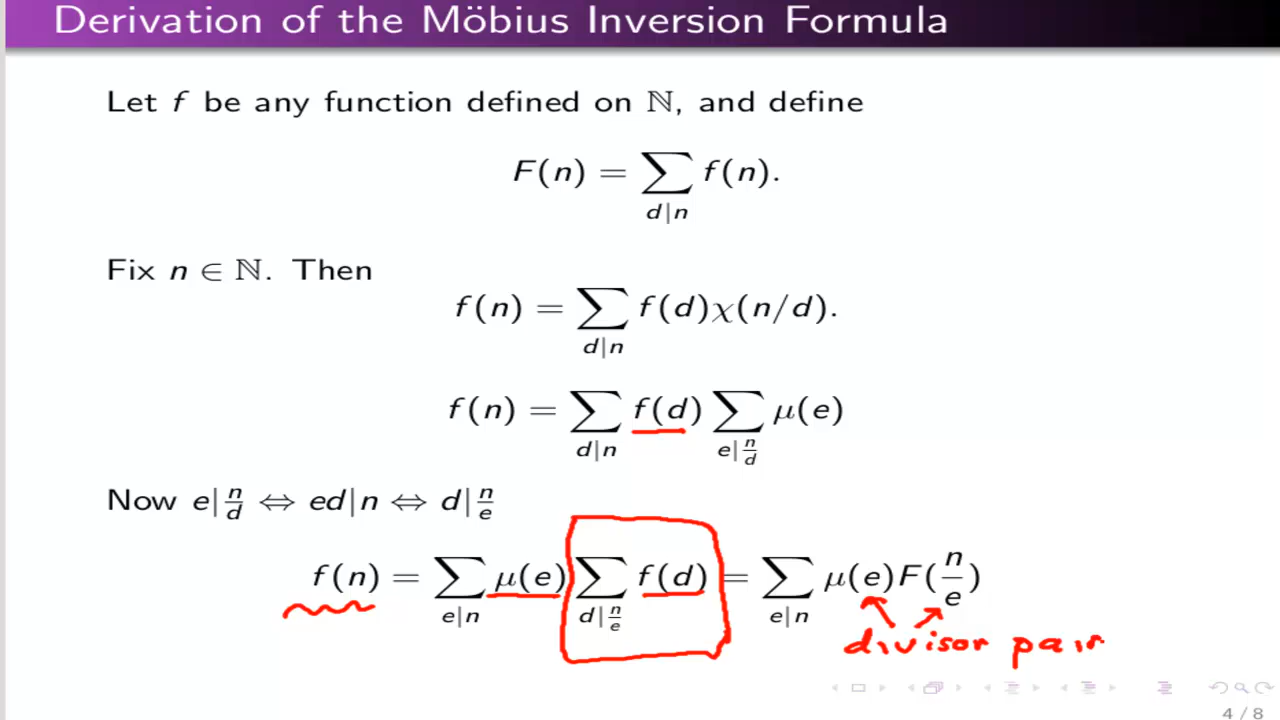 Derivation of the Möbius Inversion Formula
Let f be any function defined on ℕ, and define
F(n) = ∑_{d|n} f(n).
Fix n ∈ ℕ. Then
f(n) = ∑_{d|n} f(d)χ(n/d).
f(n) = ∑_{d|n} f(d) ∑_{e|n/d} μ(e)
Now e|n/d ⇔ ed|n ⇔ d|n/e
f(n) = ∑_{e|n} μ(e) ∑_{d|n/e} f(d) = ∑_{e|n} μ(e)F(n/e)
divisor pair
4 / 8